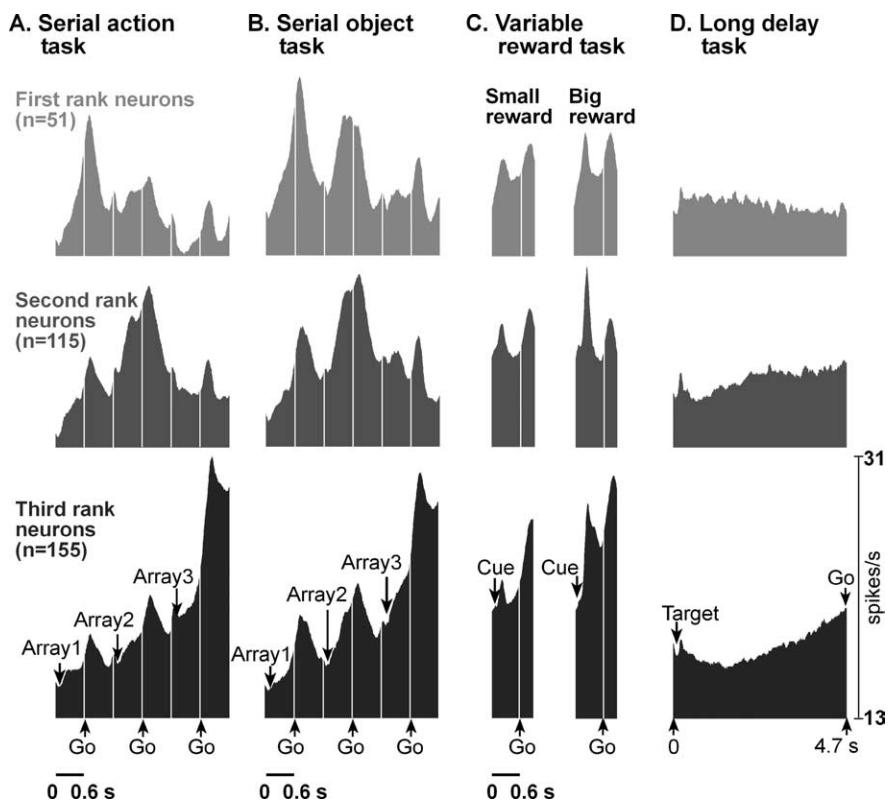 A. Serial action
task
B. Serial object
task
C. Variable
reward task
D. Long delay
task
First rank neurons
(n=51)
Small
reward
Big
reward
Second rank
neurons
(n=115)
Third rank
neurons
(n=155)
Array1
Array2
Array3
Array1
Array2
Array3
Cue
Cue
Target
Go
31
spikes/s
13
Go
Go
Go
Go
Go
Go
Go
Go
0
4.7 s
0 0.6 s
0 0.6 s
0 0.6 s